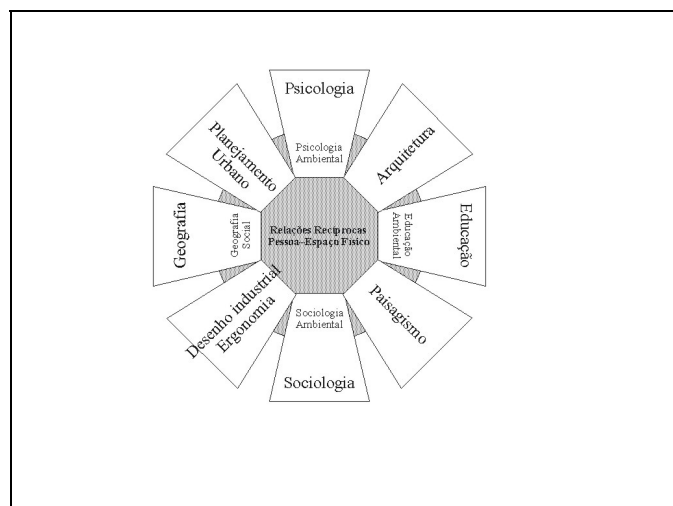 Psicologia
Psicologia
Ambiental
Planejamento
Urbano
Arquitetura
Geografia
Geografia
Social
Relações Recíprocas
Pessoa–Espaço Físico
Educação
Ambiental
Educação
Desenho industrial
Ergonomia
Sociologia
Ambiental
Paisagismo
Sociologia